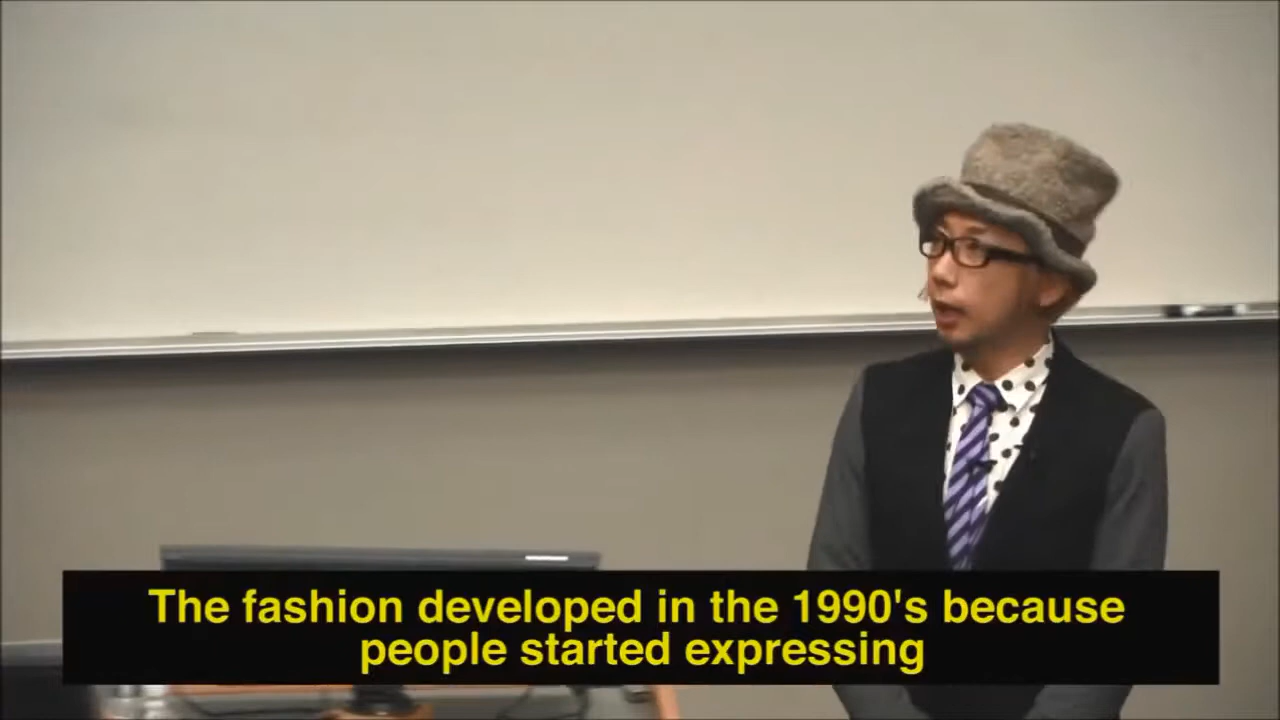 The fashion developed in the 1990's because
people started expressing